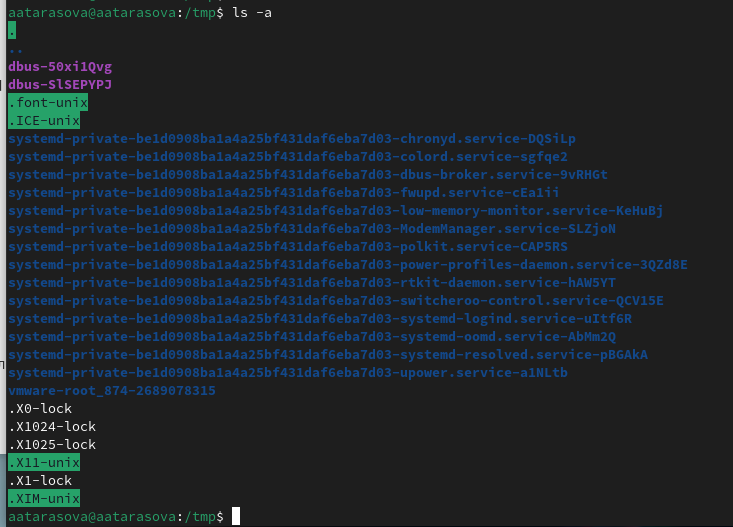 aatarasova@aatarasova:/tmp$ ls -a
.
..
dbus-50xi1Qvg
dbus-SlSEPYPJ
.font-unix
.ICE-unix
systemd-private-be1d0908ba1a4a25bf431daf6eba7d03-chronyd.service-DQSiLp
systemd-private-be1d0908ba1a4a25bf431daf6eba7d03-colord.service-sgfqe2
systemd-private-be1d0908ba1a4a25bf431daf6eba7d03-dbus-broker.service-9vRHGt
systemd-private-be1d0908ba1a4a25bf431daf6eba7d03-fwupd.service-cEa1ii
systemd-private-be1d0908ba1a4a25bf431daf6eba7d03-low-memory-monitor.service-KeHuBj
systemd-private-be1d0908ba1a4a25bf431daf6eba7d03-ModemManager.service-SLZjoN
systemd-private-be1d0908ba1a4a25bf431daf6eba7d03-polkit.service-CAP5RS
systemd-private-be1d0908ba1a4a25bf431daf6eba7d03-power-profiles-daemon.service-3QZd8E
systemd-private-be1d0908ba1a4a25bf431daf6eba7d03-rtkit-daemon.service-hAW5YT
systemd-private-be1d0908ba1a4a25bf431daf6eba7d03-switcheroo-control.service-QCV15E
systemd-private-be1d0908ba1a4a25bf431daf6eba7d03-systemd-logind.service-uItf6R
systemd-private-be1d0908ba1a4a25bf431daf6eba7d03-systemd-oomd.service-AbMm2Q
systemd-private-be1d0908ba1a4a25bf431daf6eba7d03-systemd-resolved.service-pBGAkA
systemd-private-be1d0908ba1a4a25bf431daf6eba7d03-upower.service-a1NLtb
vmware-root_874-2689078315
.X0-lock
.X1024-lock
.X1025-lock
.X11-unix
.X1-lock
.XIM-unix
aatarasova@aatarasova:/tmp$